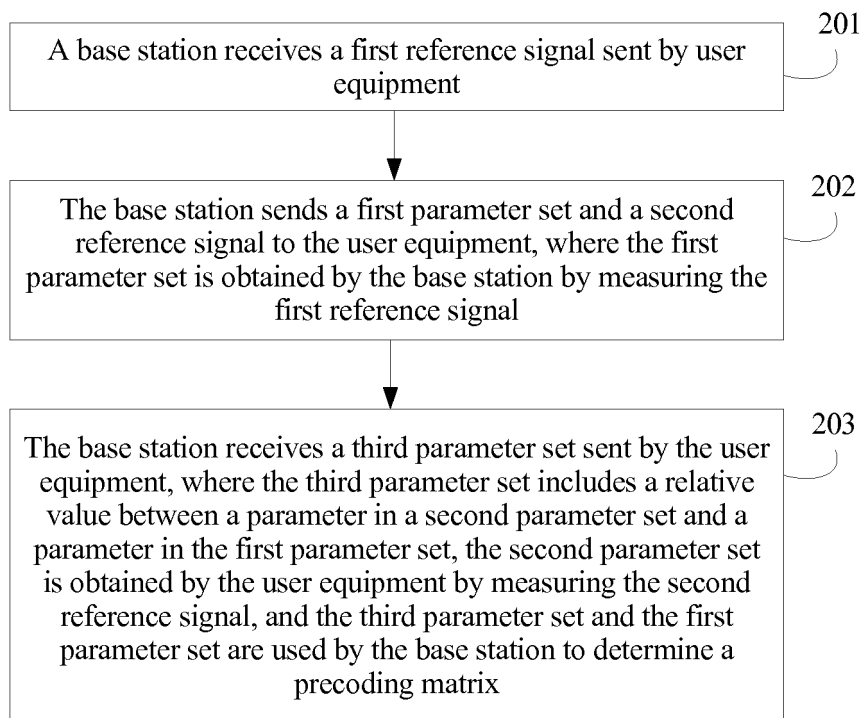 201
A base station receives a first reference signal sent by user
equipment
202
The base station sends a first parameter set and a second
reference signal to the user equipment, where the first
parameter set is obtained by the base station by measuring the
first reference signal
203
The base station receives a third parameter set sent by the user
equipment, where the third parameter set includes a relative
value between a parameter in a second parameter set and a
parameter in the first parameter set, the second parameter set
is obtained by the user equipment by measuring the second
reference signal, and the third parameter set and the first
parameter set are used by the base station to determine a
precoding matrix